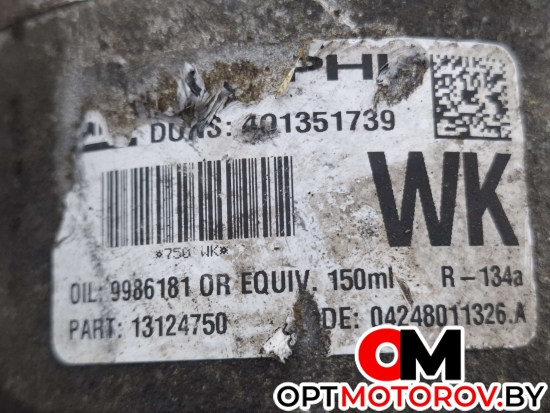 PHI
DUNS: 401351739
WK
*750 WK*
OIL: 9986181 OR EQUIV. 150ml R-134a
PART: 13124750 DE: 04248011326.A
OM
OPTMOTOROV.BY